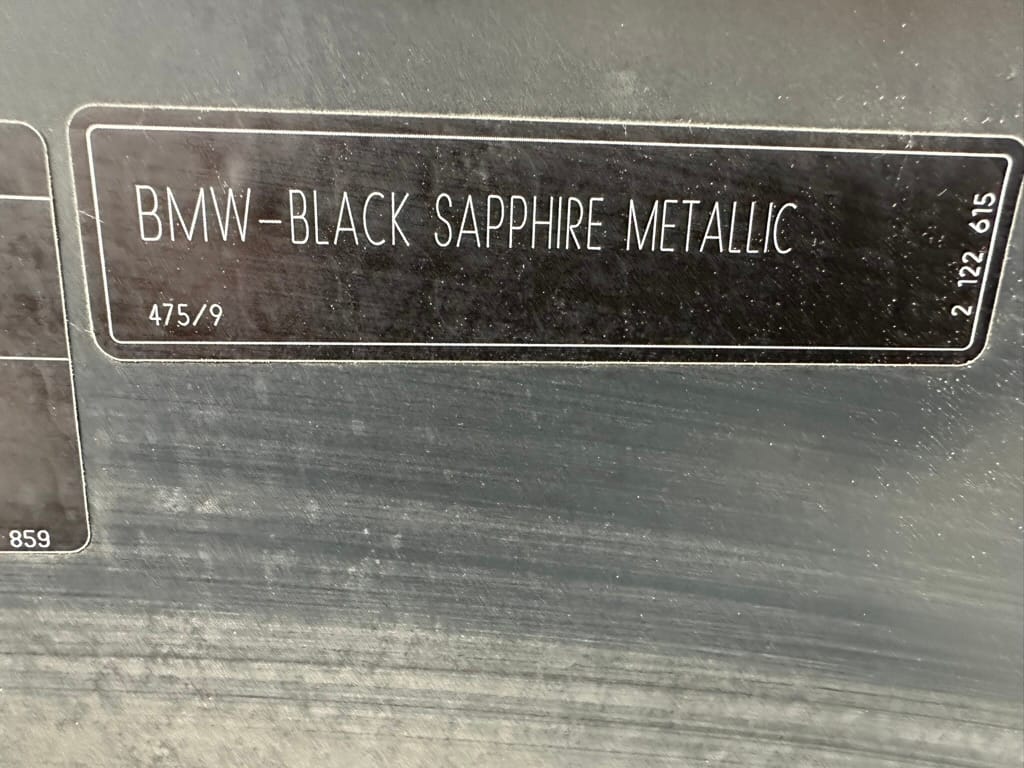 BMW-BLACK SAPPHIRE METALLIC
475/9
2 122 615
859